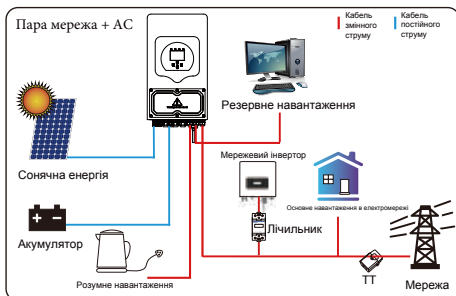 Пара мережа + АС
Кабель
змінного
струму
Кабель
постійного
струму
Резервне навантаження
Сонячна енергія
Мережевий інвертор
Основне навантаження в електромережі
Акумулятор
Лічильник
Розумне навантаження
ТТ
Мережа